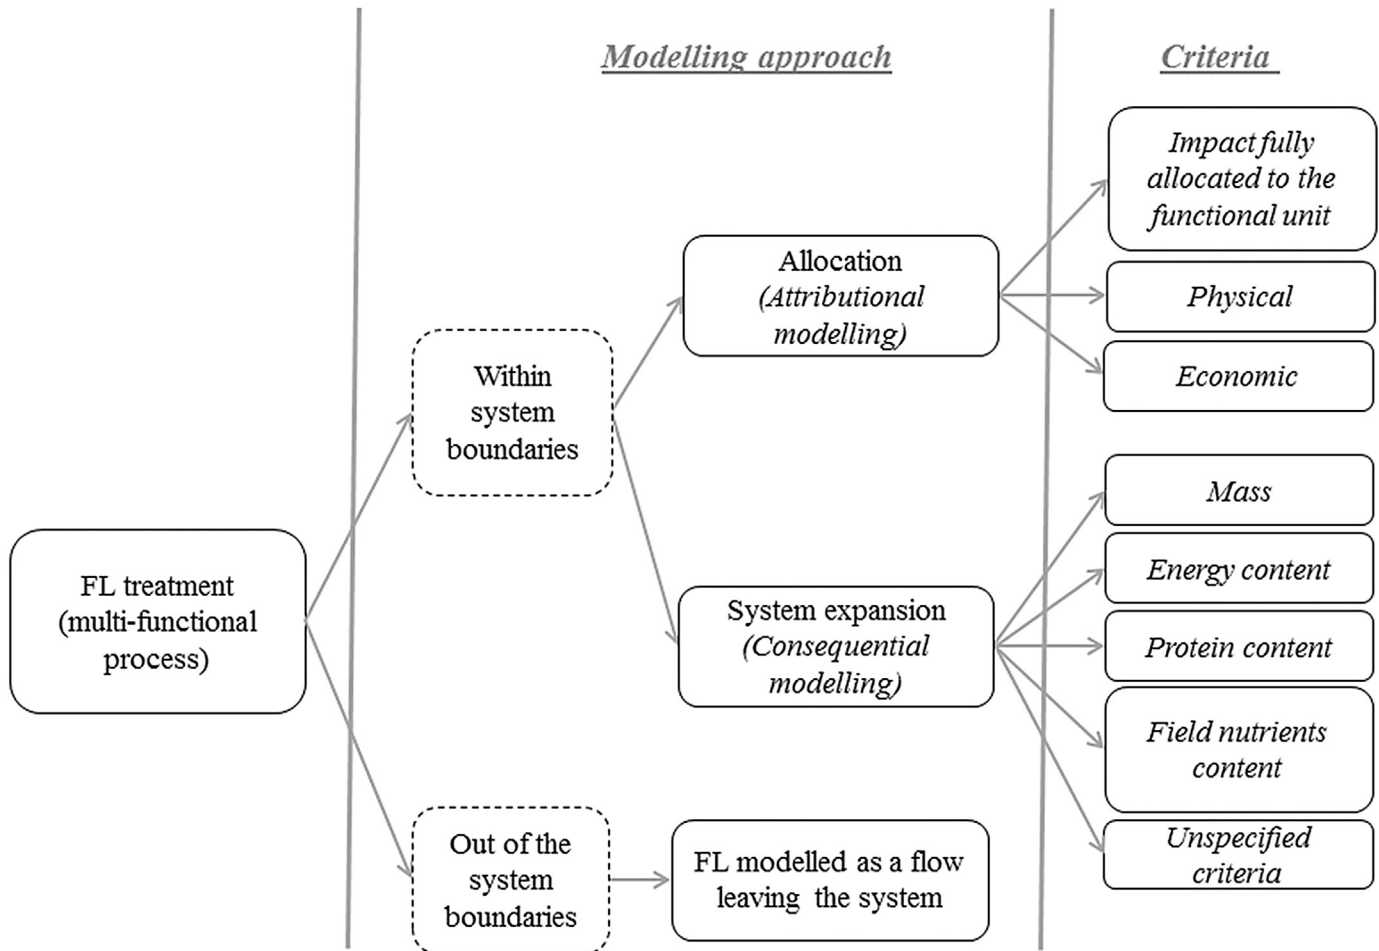 Modelling approach
Criteria
FL treatment
(multi-functional
process)
Within
system
boundaries
Out of the
system
boundaries
Allocation
(Attributional
modelling)
System expansion
(Consequential
modelling)
FL modelled as a flow
leaving the system
Impact fully
allocated to the
functional unit
Physical
Economic
Mass
Energy content
Protein content
Field nutrients
content
Unspecified
criteria